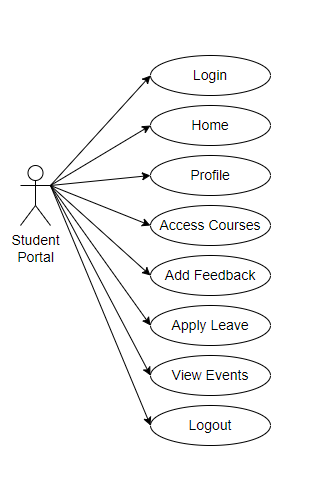 Login
Home
Profile
Access Courses
Student
Portal
Add Feedback
Apply Leave
View Events
Logout